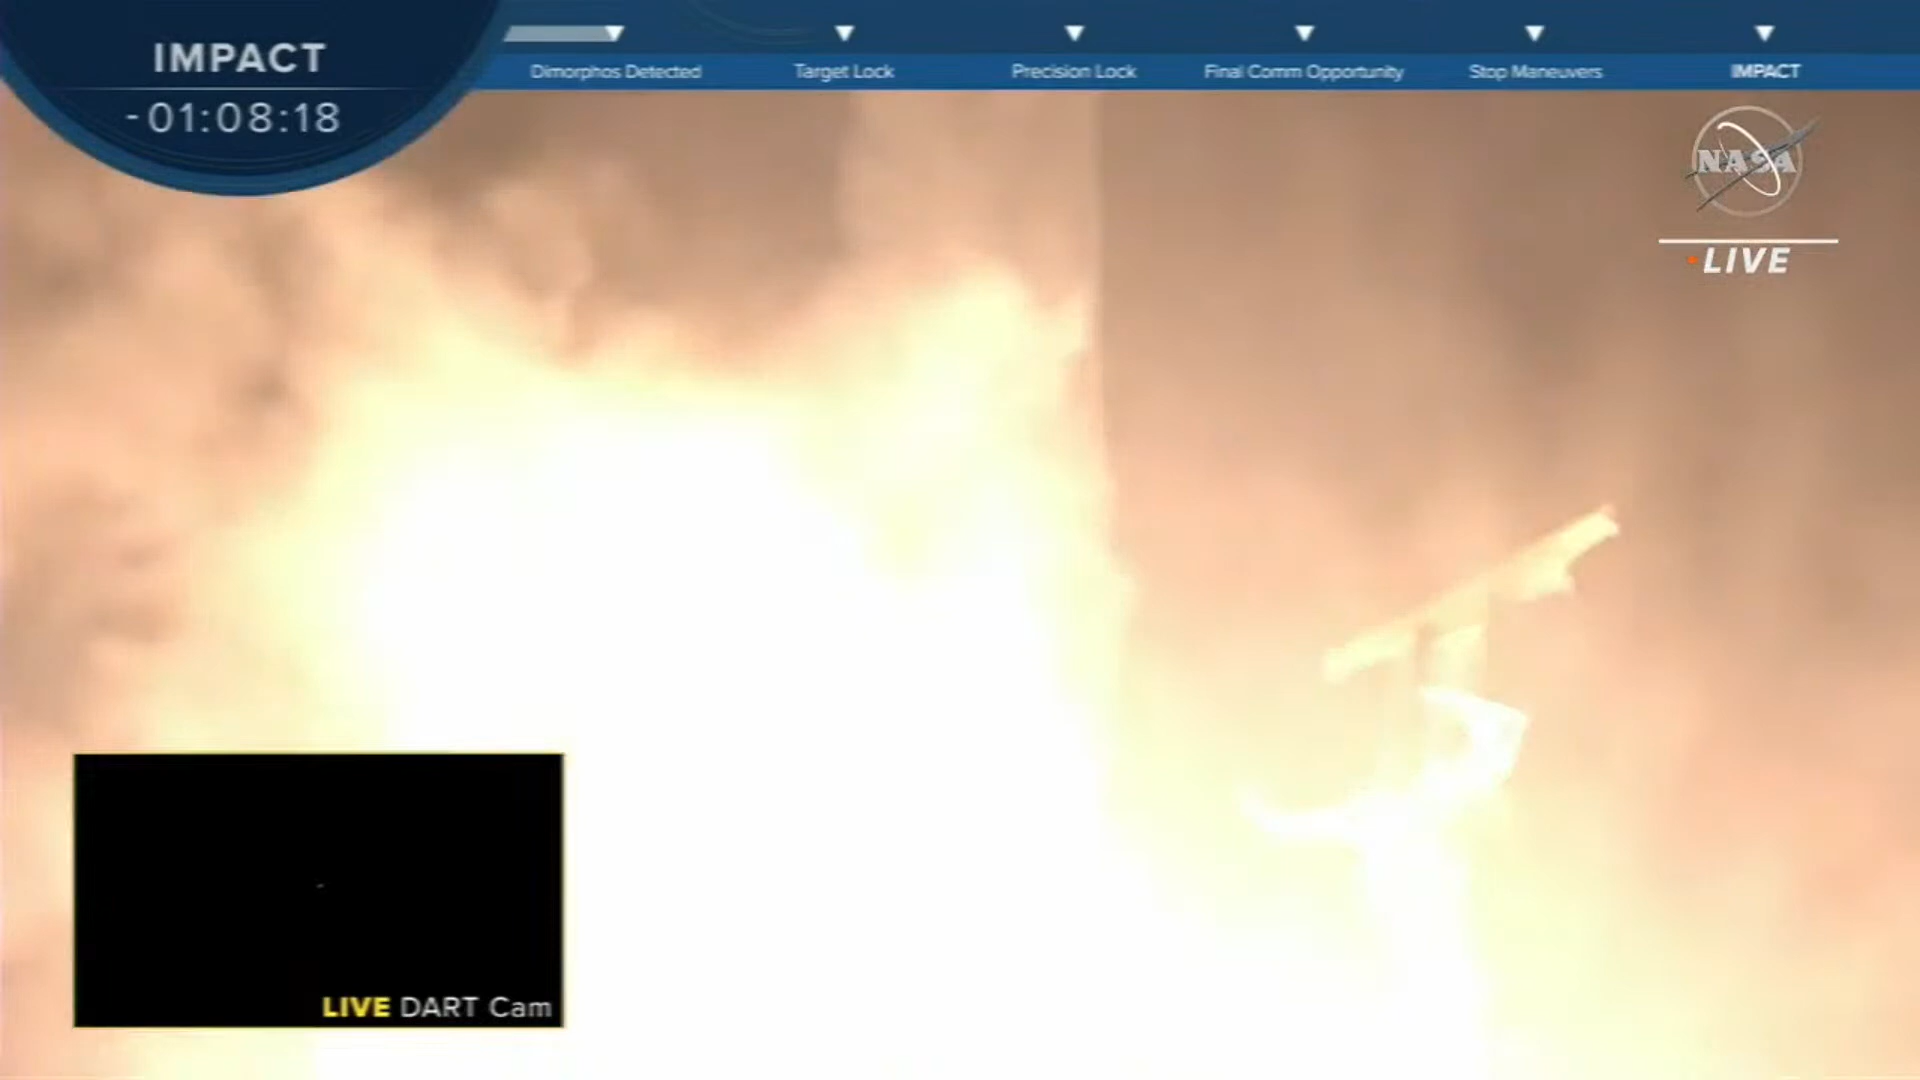 IMPACT
-01:08:18
Dimorphos Detected
Target Lock
Precision Lock
Final Comm Opportunity
Stop Maneuvers
IMPACT
NASA
LIVE
LIVE DART Cam